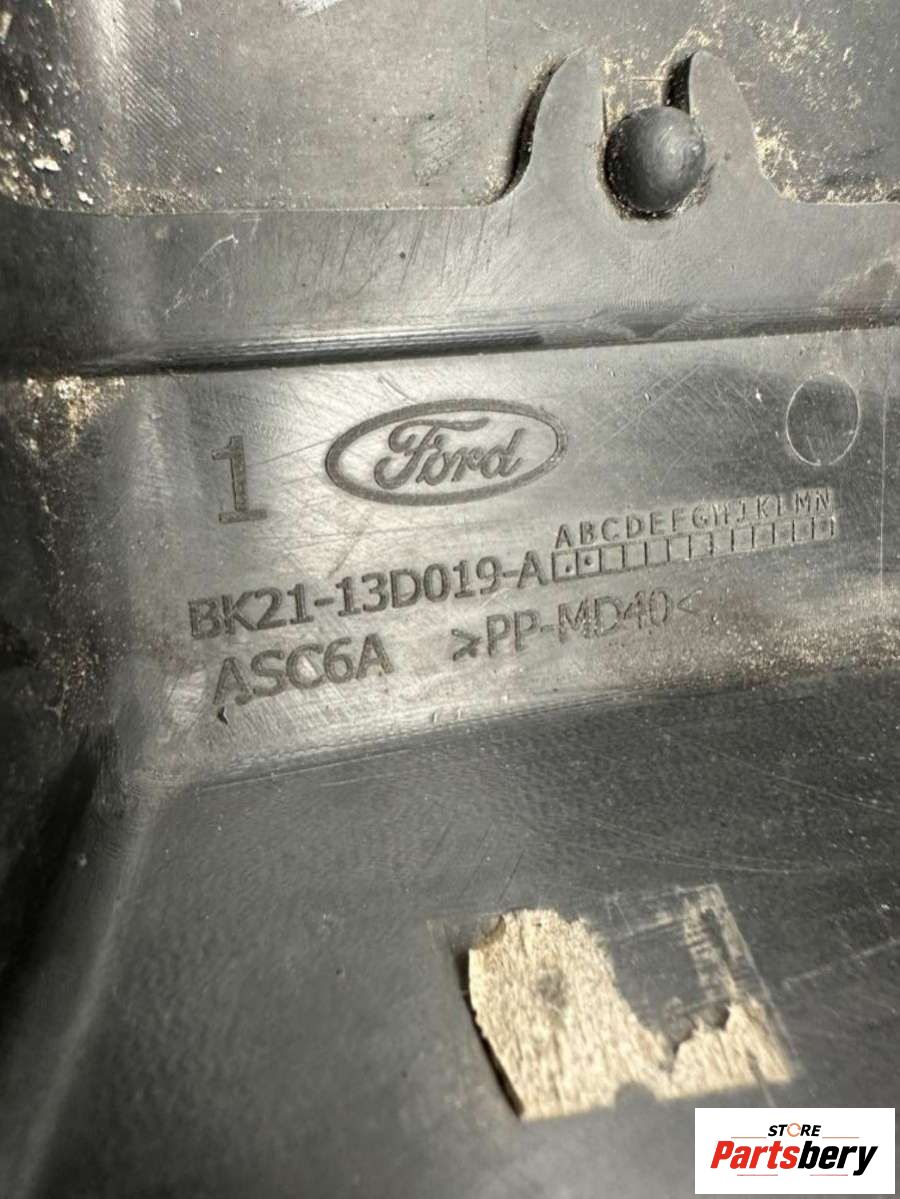 1 Ford
ABCDEFGHJKLMN
BK21-13D019-A
ASC6A >PP-MD40<
STORE
Partsbery